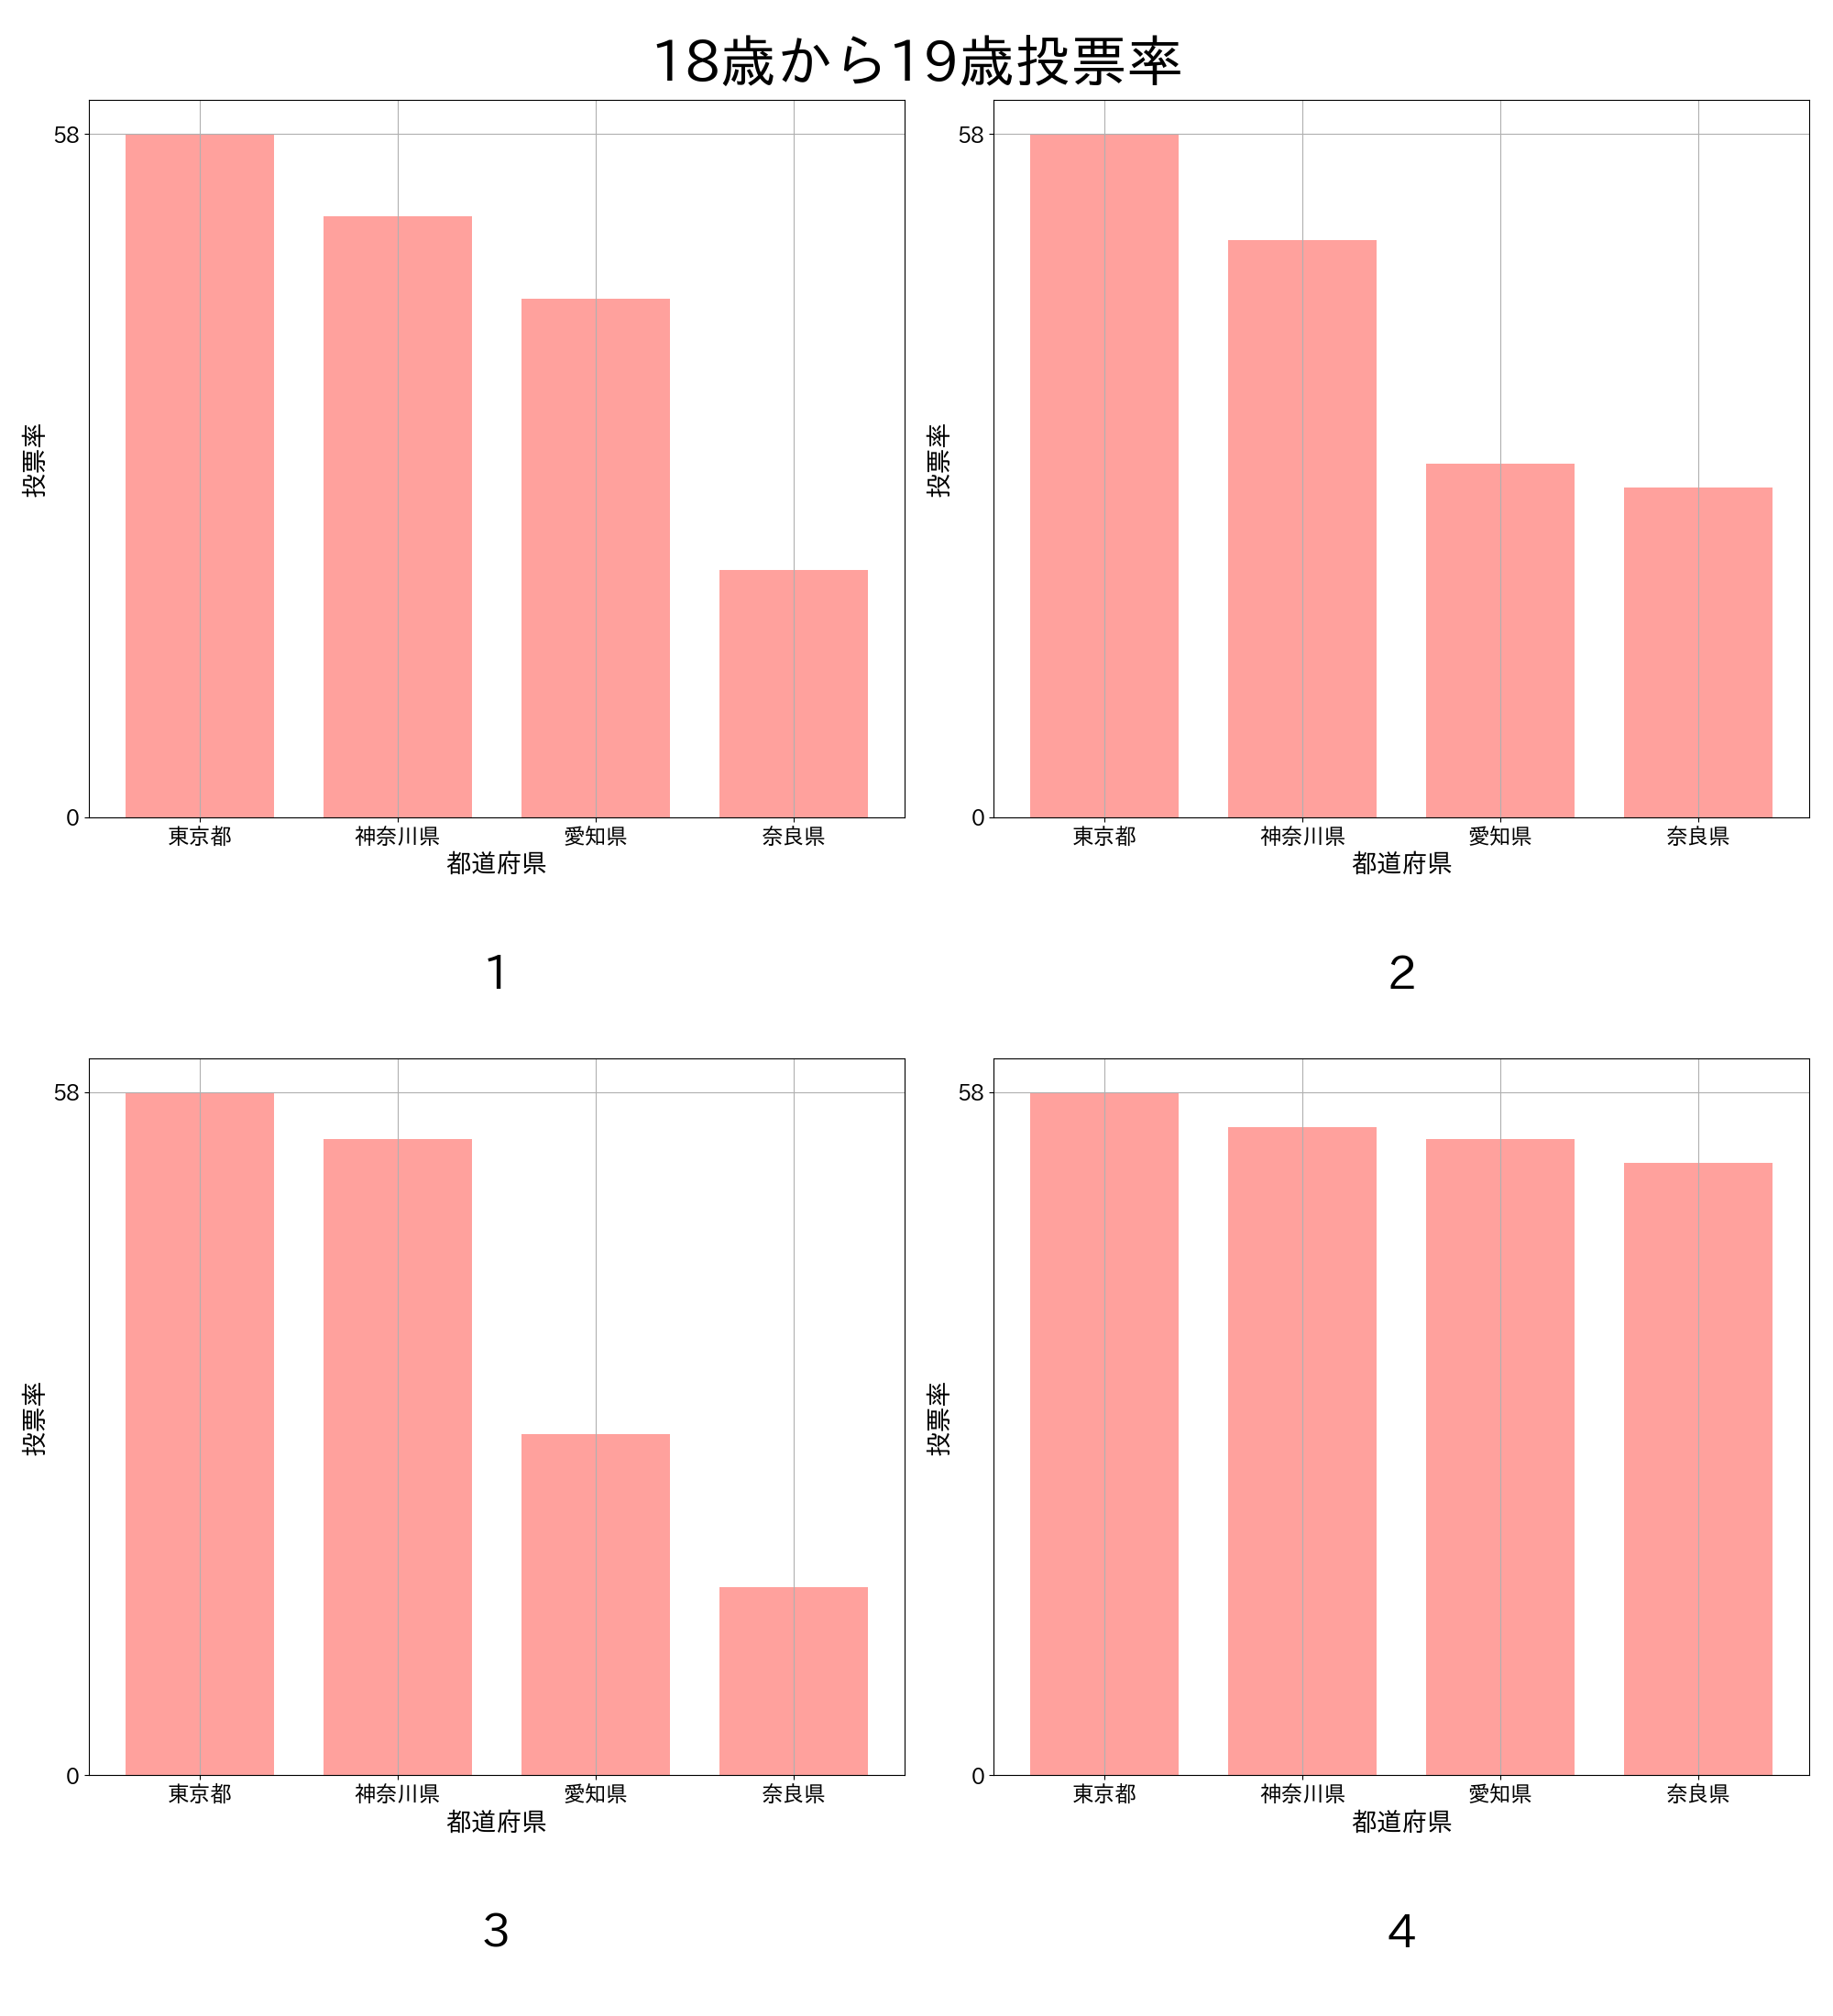 18歳から19歳投票率
58
0
投票率
東京都 神奈川県 愛知県 奈良県
都道府県
1
58
0
投票率
東京都 神奈川県 愛知県 奈良県
都道府県
2
58
0
投票率
東京都 神奈川県 愛知県 奈良県
都道府県
3
58
0
投票率
東京都 神奈川県 愛知県 奈良県
都道府県
4